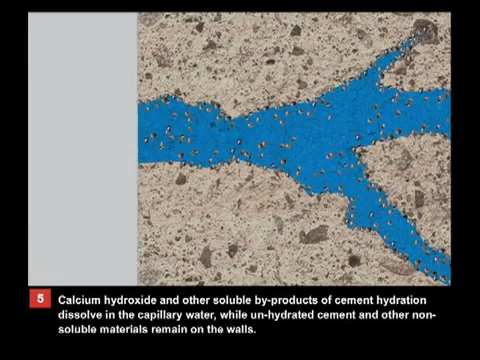 5 Calcium hydroxide and other soluble by-products of cement hydration
dissolve in the capillary water, while un-hydrated cement and other non-
soluble materials remain on the walls.